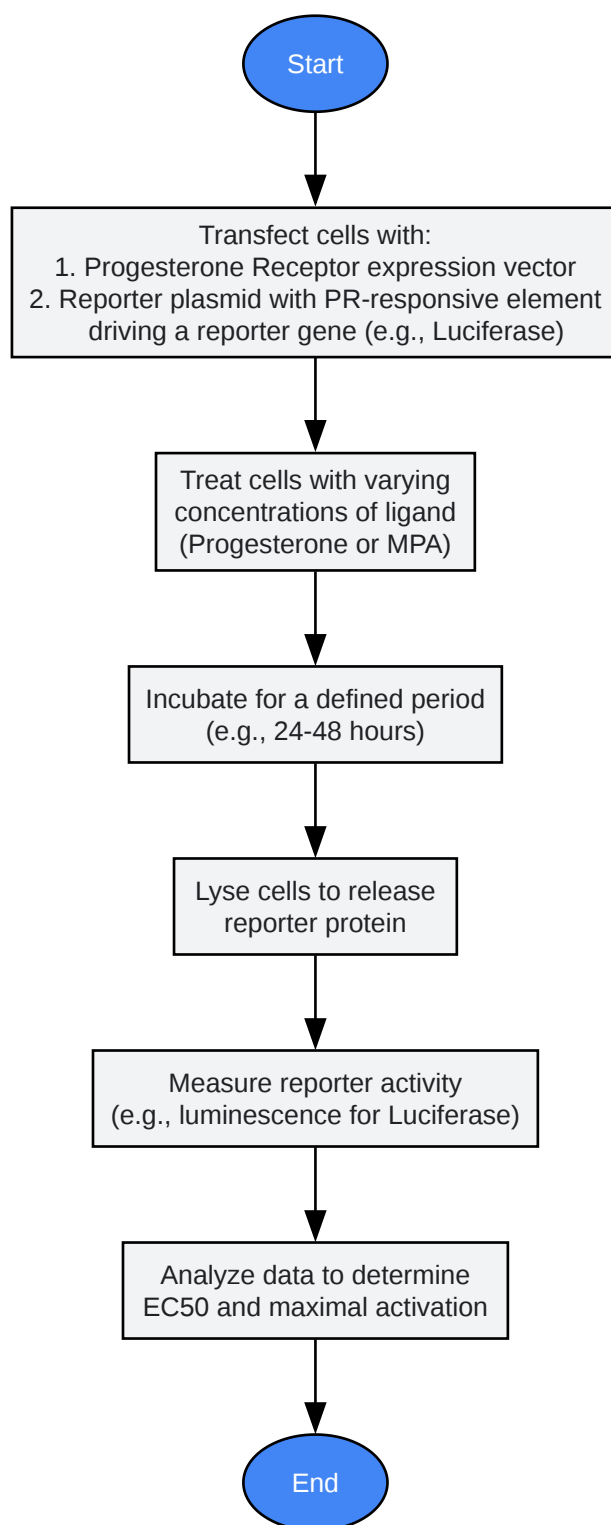 Start
Transfect cells with:
1. Progesterone Receptor expression vector
2. Reporter plasmid with PR-responsive element
driving a reporter gene (e.g., Luciferase)
Treat cells with varying
concentrations of ligand
(Progesterone or MPA)
Incubate for a defined period
(e.g., 24-48 hours)
Lyse cells to release
reporter protein
Measure reporter activity
(e.g., luminescence for Luciferase)
Analyze data to determine
EC50 and maximal activation
End